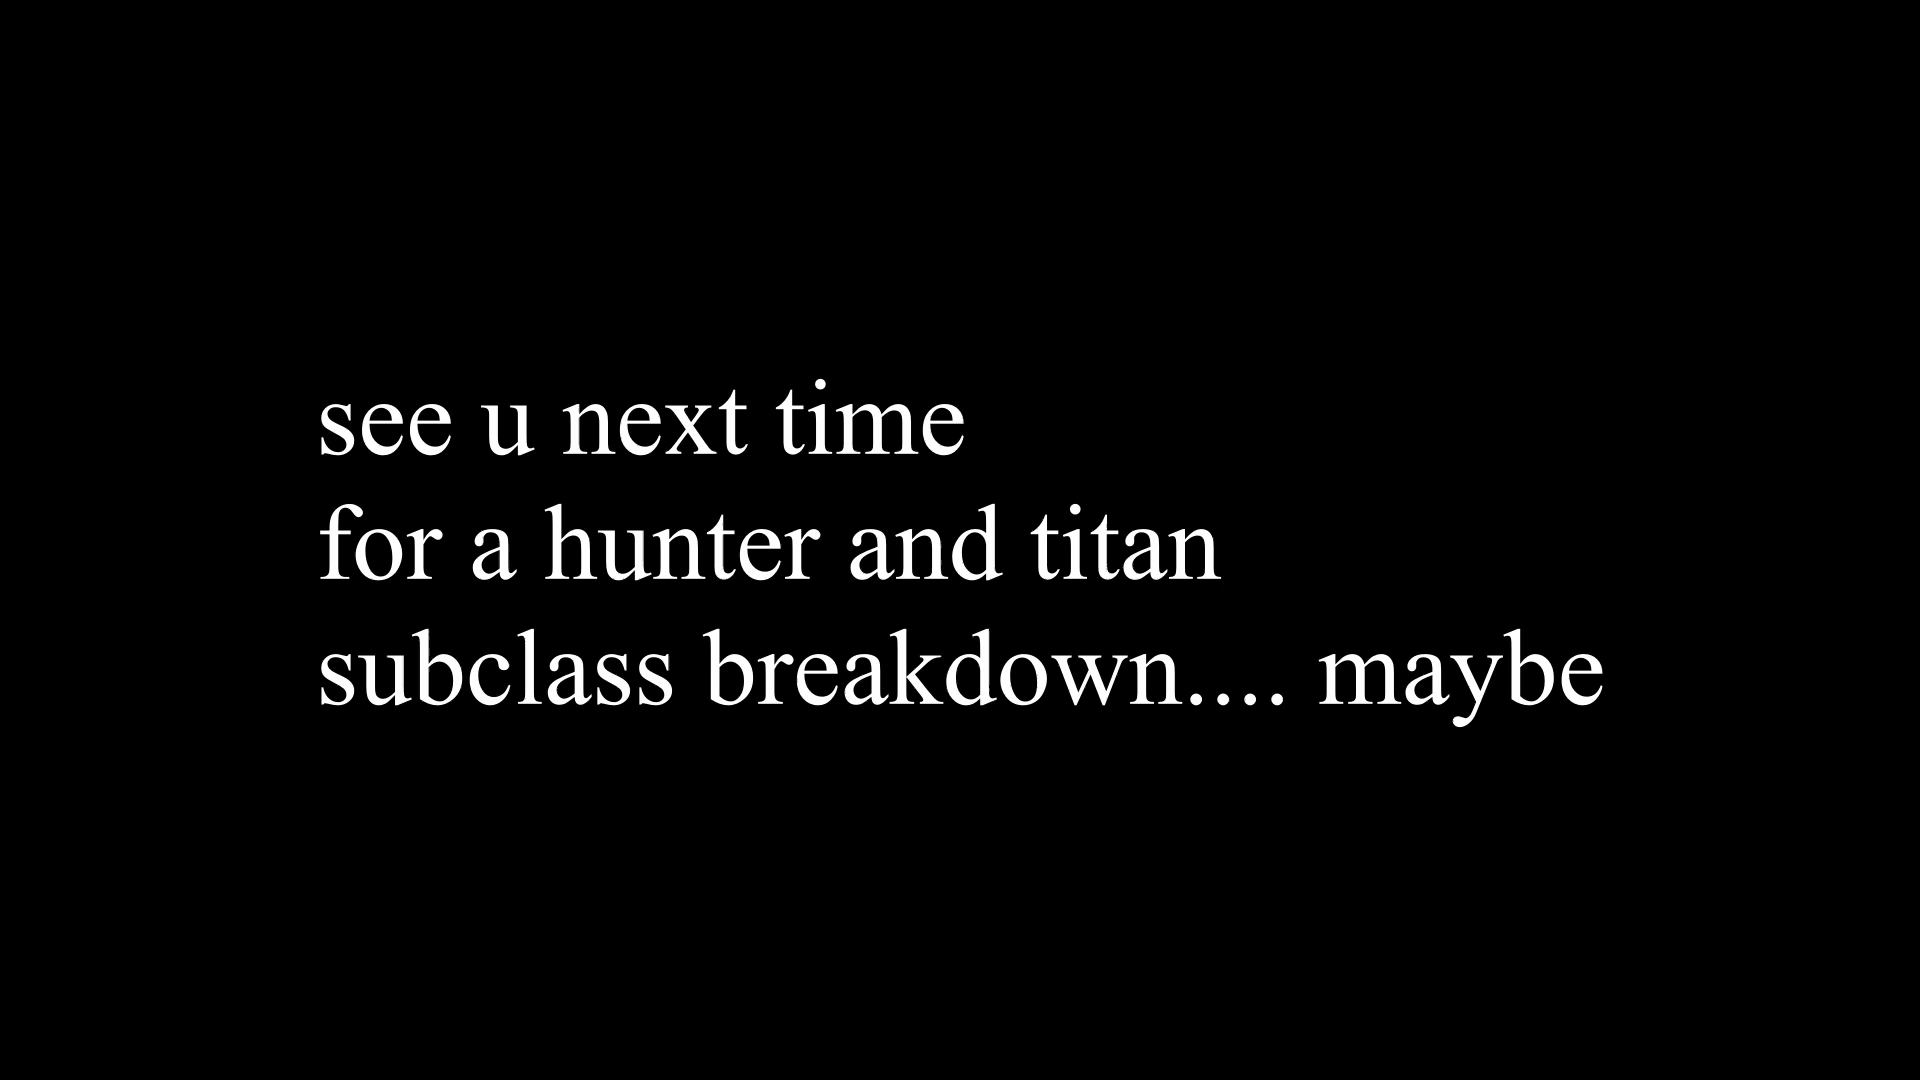 see u next time
for a hunter and titan
subclass breakdown.... maybe